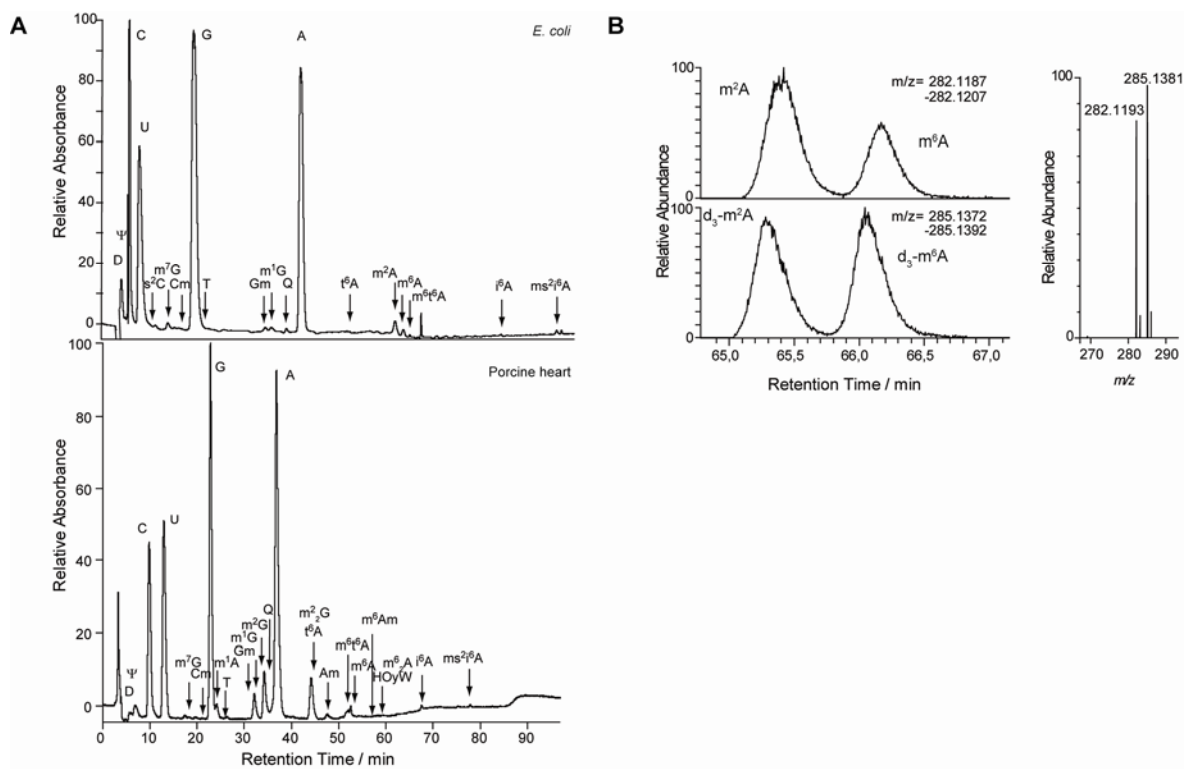 A
E. coli
100
80
60
40
20
0
Relative Absorbance
C
G
A
U
Ψ
D
s²C
m⁷G
Cm
T
Gm
m¹G
Q
t⁶A
m²A
m⁶A
m⁶t⁶A
i⁶A
ms²i⁶A
Porcine heart
100
80
60
40
20
0
Relative Absorbance
G
A
C
U
Ψ
D
m⁷G
Cm
m¹A
T
Gm
m¹G
m²G
Q
m²₂G
t⁶A
Am
m⁶t⁶A
m⁶A
m⁶Am
m⁶₂A
HOyW
i⁶A
ms²i⁶A
0 10 20 30 40 50 60 70 80 90
Retention Time / min
B
100
m²A
m/z= 282.1187
-282.1207
m⁶A
0
100
d₃-m²A
m/z= 285.1372
-285.1392
d₃-m⁶A
0
Relative Abundance
65,0 65,5 66,0 66,5 67,0
Retention Time / min
100
285.1381
282.1193
Relative Abundance
0
270 280 290
m/z